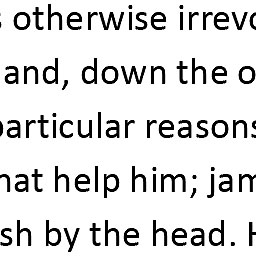 otherwise irrevo
and, down the o
particular reasons
hat help him; jam
sh by the head. H